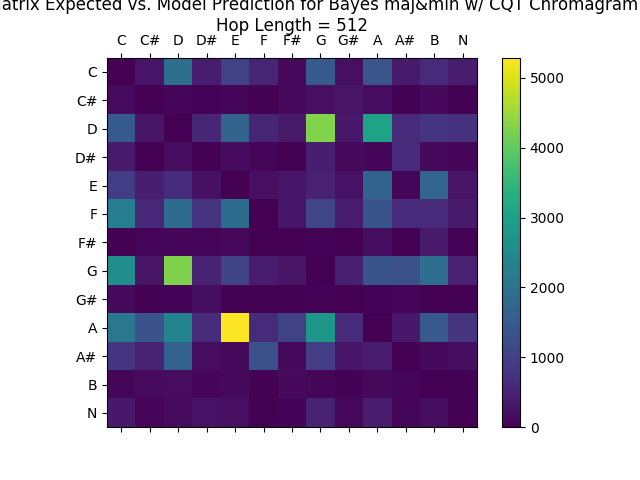 atrix Expected vs. Model Prediction for Bayes maj&min w/ CQT Chromagram
Hop Length = 512
C C# D D# E F F# G G# A A# B N
C
C#
D
D#
E
F
F#
G
G#
A
A#
B
N
5000
4000
3000
2000
1000
0